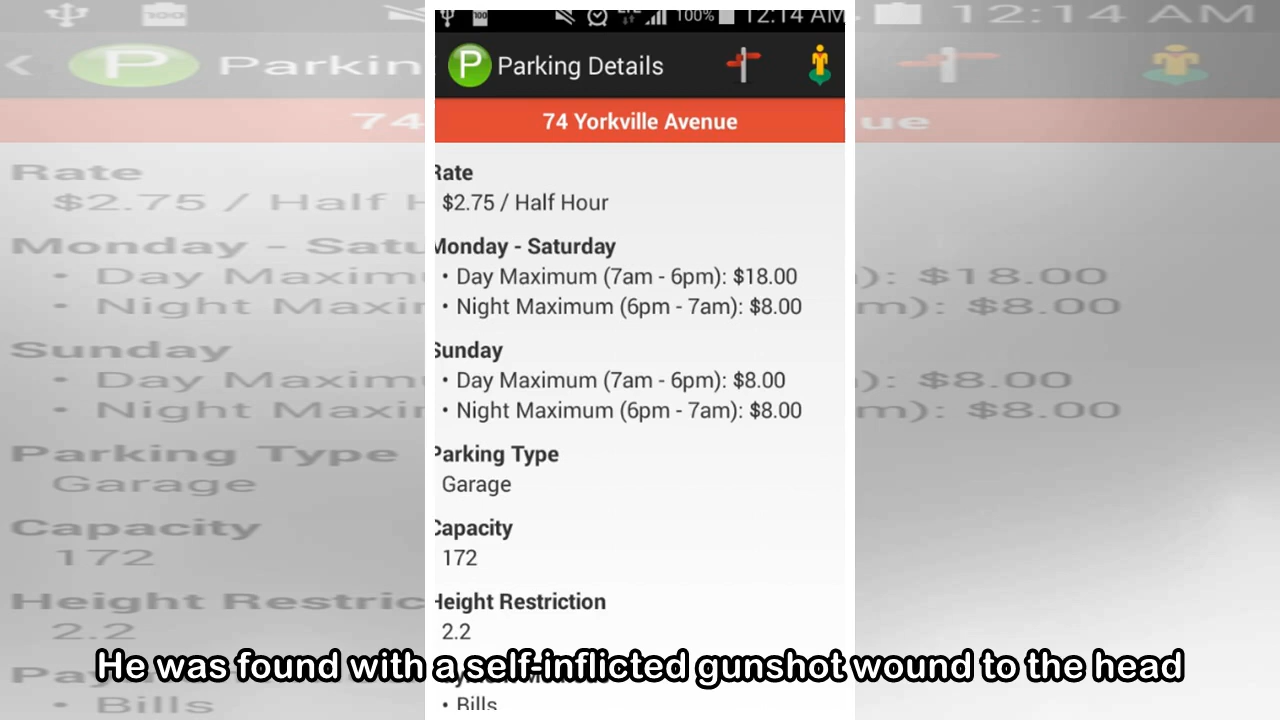 100% 12:14 AM
Parking Details
74 Yorkville Avenue
Rate
$2.75 / Half Hour
Monday - Saturday
• Day Maximum (7am - 6pm): $18.00
• Night Maximum (6pm - 7am): $8.00
Sunday
• Day Maximum (7am - 6pm): $8.00
• Night Maximum (6pm - 7am): $8.00
Parking Type
Garage
Capacity
172
Height Restriction
2.2
• Bills
He was found with a self-inflicted gunshot wound to the head